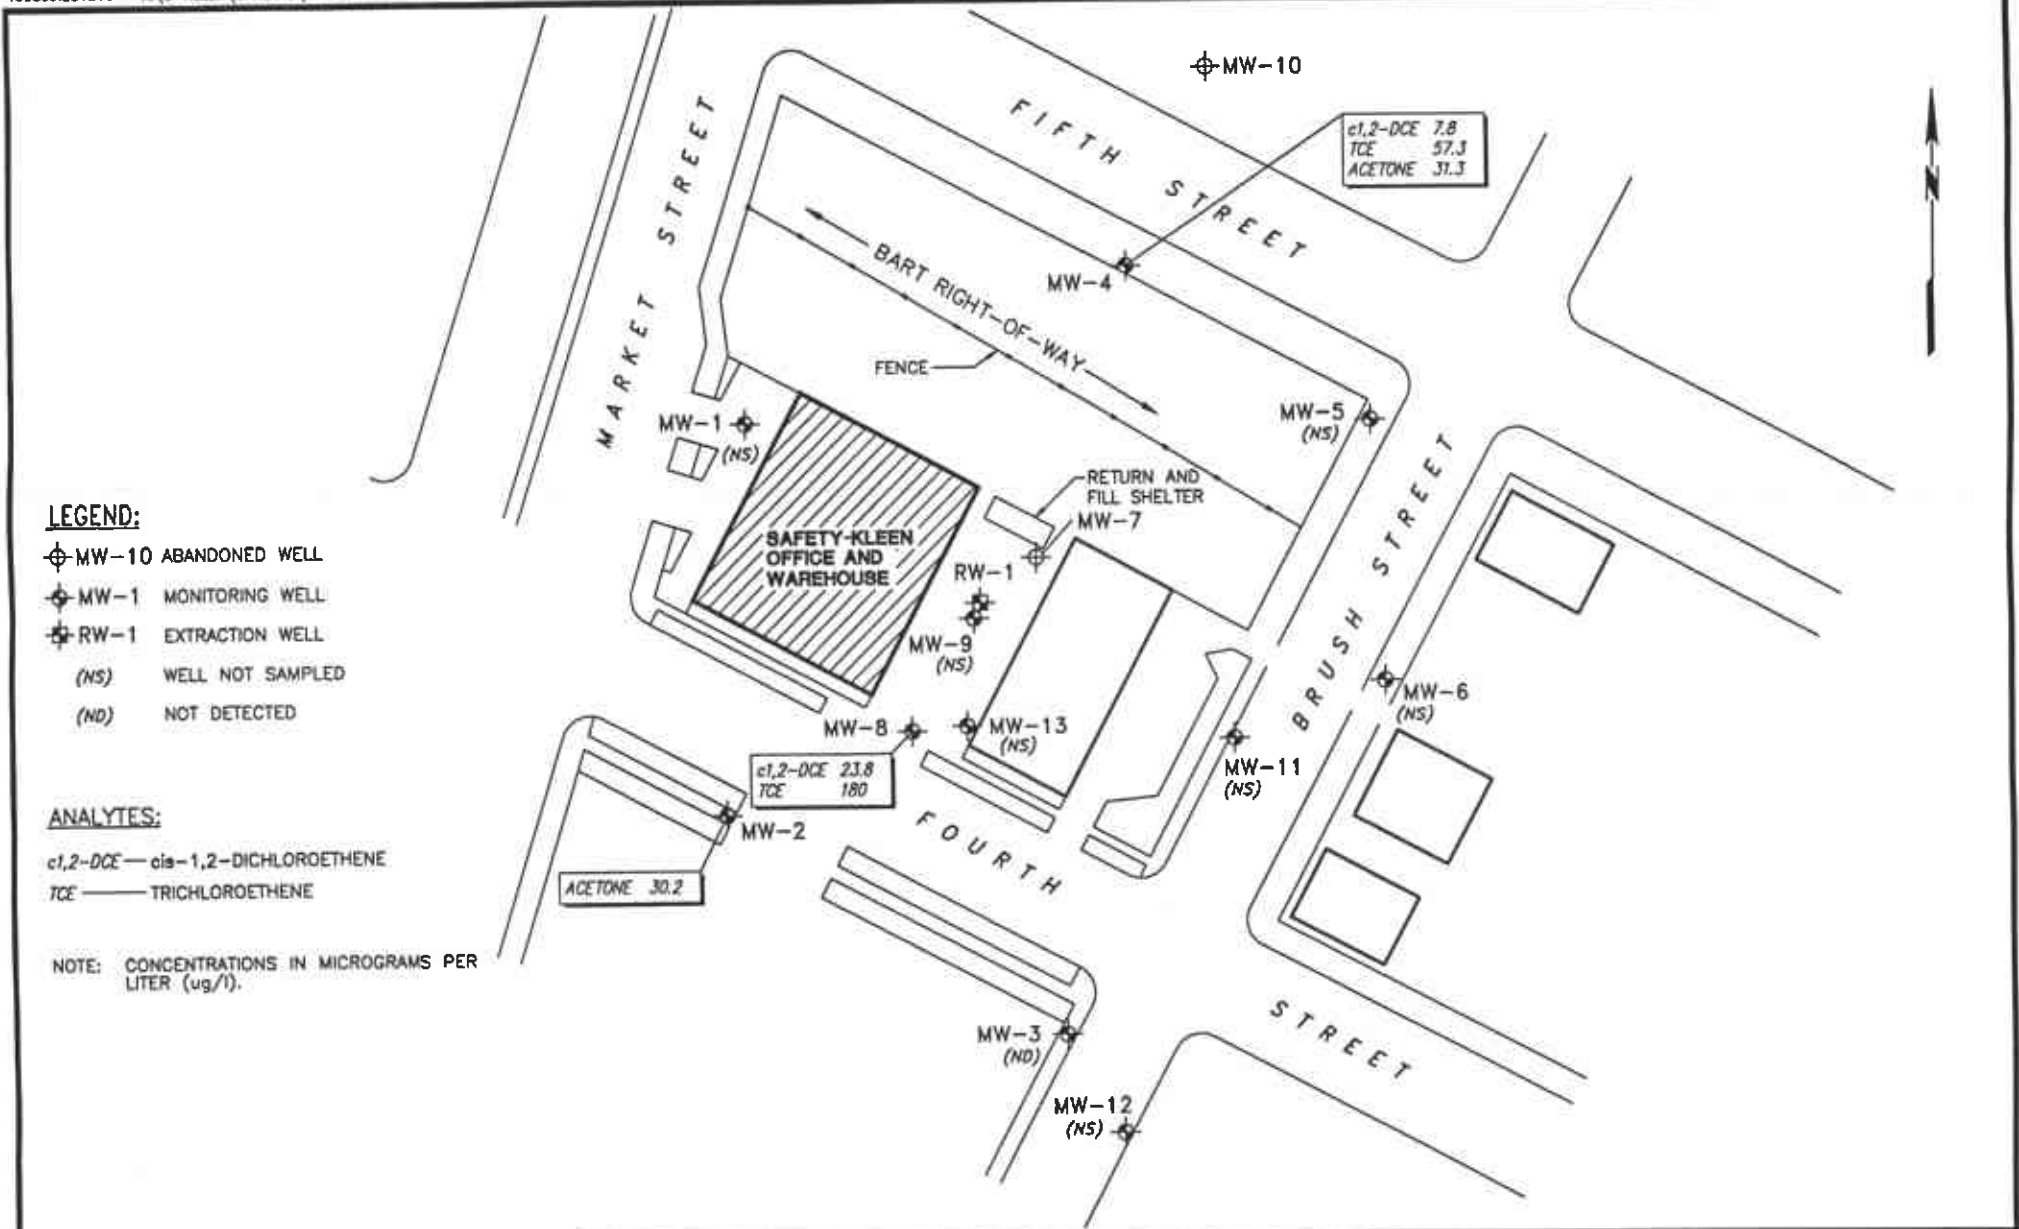 MW-10
FIFTH STREET
c1,2-DCE 7.8
TCE 57.3
ACETONE 31.3
N
MARKET STREET
BART RIGHT-OF-WAY
MW-4
FENCE
MW-1
(NS)
MW-5
(NS)
RETURN AND
FILL SHELTER
MW-7
SAFETY-KLEEN
OFFICE AND
WAREHOUSE
RW-1
MW-9
(NS)
BRUSH STREET
MW-6
(NS)
MW-8
MW-13
(NS)
MW-11
(NS)
c1,2-DCE 23.8
TCE 180
MW-2
ACETONE 30.2
FOURTH STREET
MW-3
(ND)
MW-12
(NS)
LEGEND:
MW-10 ABANDONED WELL
MW-1 MONITORING WELL
RW-1 EXTRACTION WELL
(NS) WELL NOT SAMPLED
(ND) NOT DETECTED
ANALYTES:
c1,2-DCE — cis-1,2-DICHLOROETHENE
TCE — TRICHLOROETHENE
NOTE: CONCENTRATIONS IN MICROGRAMS PER
LITER (ug/l).